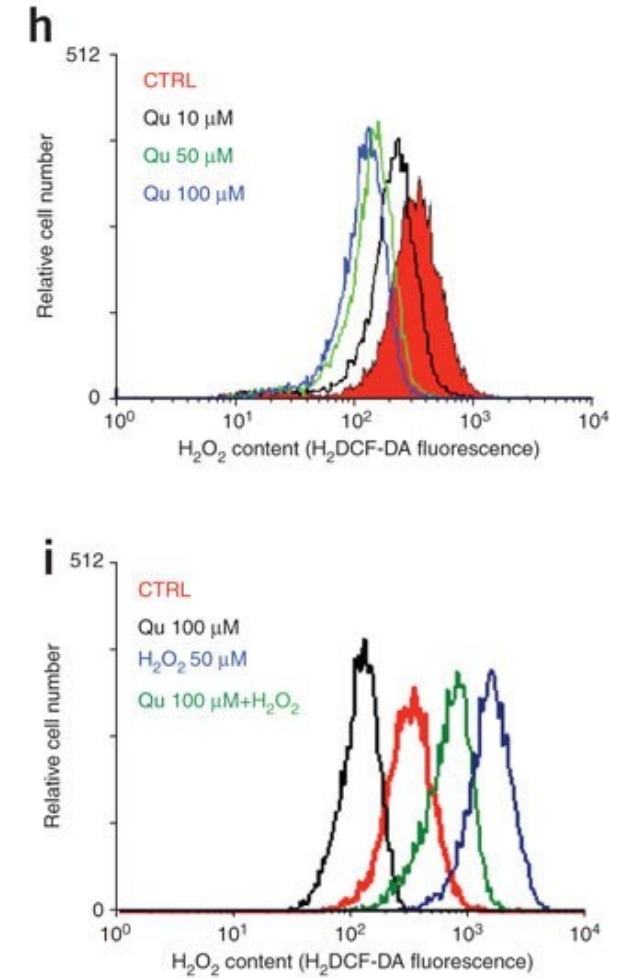 h
512
CTRL
Qu 10 μM
Qu 50 μM
Qu 100 μM
Relative cell number
0
10⁰ 10¹ 10² 10³ 10⁴
H₂O₂ content (H₂DCF-DA fluorescence)
i
512
CTRL
Qu 100 μM
H₂O₂ 50 μM
Qu 100 μM+H₂O₂
Relative cell number
0
10⁰ 10¹ 10² 10³ 10⁴
H₂O₂ content (H₂DCF-DA fluorescence)